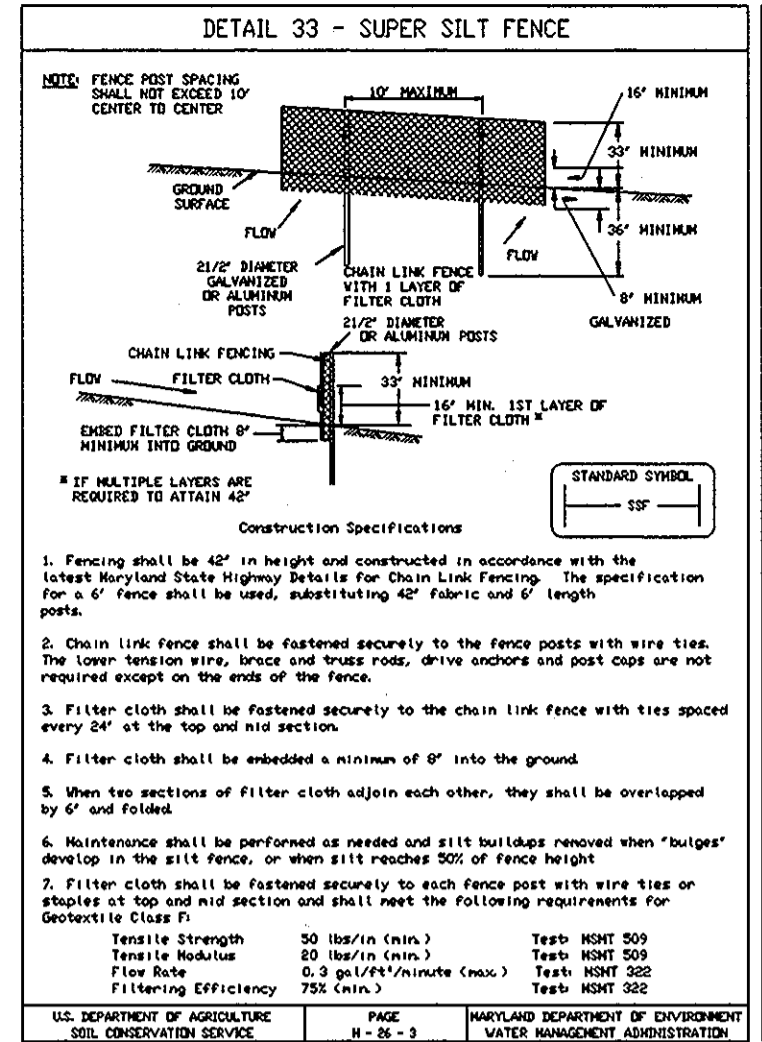 DETAIL 33 - SUPER SILT FENCE
NOTE: FENCE POST SPACING
SHALL NOT EXCEED 10'
CENTER TO CENTER
10' MAXIMUM
16" MINIMUM
33" MINIMUM
GROUND
SURFACE
FLOW
36" MINIMUM
FLOW
21/2" DIAMETER
GALVANIZED
OR ALUMINUM
POSTS
CHAIN LINK FENCE
WITH 1 LAYER OF
FILTER CLOTH
8" MINIMUM
GALVANIZED
21/2" DIAMETER
OR ALUMINUM POSTS
CHAIN LINK FENCING
FLOW
FILTER CLOTH
33" MINIMUM
16" MIN. 1ST LAYER OF
FILTER CLOTH *
EMBED FILTER CLOTH 8"
MINIMUM INTO GROUND
* IF MULTIPLE LAYERS ARE
REQUIRED TO ATTAIN 42"
STANDARD SYMBOL
SSF
Construction Specifications
1. Fencing shall be 42" in height and constructed in accordance with the
latest Maryland State Highway Details for Chain Link Fencing. The specification
for a 6' fence shall be used, substituting 42" fabric and 6' length
posts.
2. Chain link fence shall be fastened securely to the fence posts with wire ties.
The lower tension wire, brace and truss rods, drive anchors and post caps are not
required except on the ends of the fence.
3. Filter cloth shall be fastened securely to the chain link fence with ties spaced
every 24" at the top and mid section.
4. Filter cloth shall be embedded a minimum of 8" into the ground.
5. When two sections of filter cloth adjoin each other, they shall be overlapped
by 6" and folded.
6. Maintenance shall be performed as needed and silt buildups removed when "bulges"
develop in the silt fence, or when silt reaches 50% of fence height
7. Filter cloth shall be fastened securely to each fence post with wire ties or
staples at top and mid section and shall meet the following requirements for
Geotextile Class F:
Tensile Strength 50 lbs/in (min.) Test: MSMT 509
Tensile Modulus 20 lbs/in (min.) Test: MSMT 509
Flow Rate 0.3 gal/ft²/minute (max.) Test: MSMT 322
Filtering Efficiency 75% (min.) Test: MSMT 322
U.S. DEPARTMENT OF AGRICULTURE
SOIL CONSERVATION SERVICE
PAGE
H - 26 - 3
MARYLAND DEPARTMENT OF ENVIRONMENT
WATER MANAGEMENT ADMINISTRATION